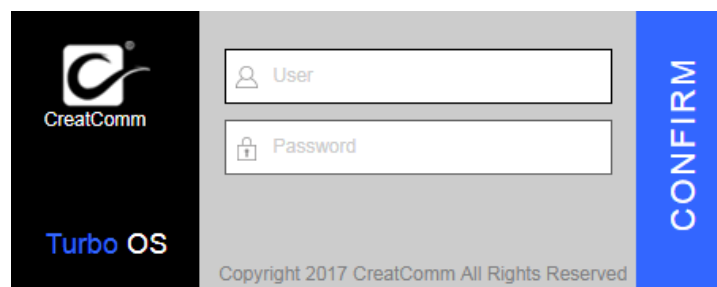 ®
CreatComm
Turbo OS
User
Password
Copyright 2017 CreatComm All Rights Reserved
CONFIRM